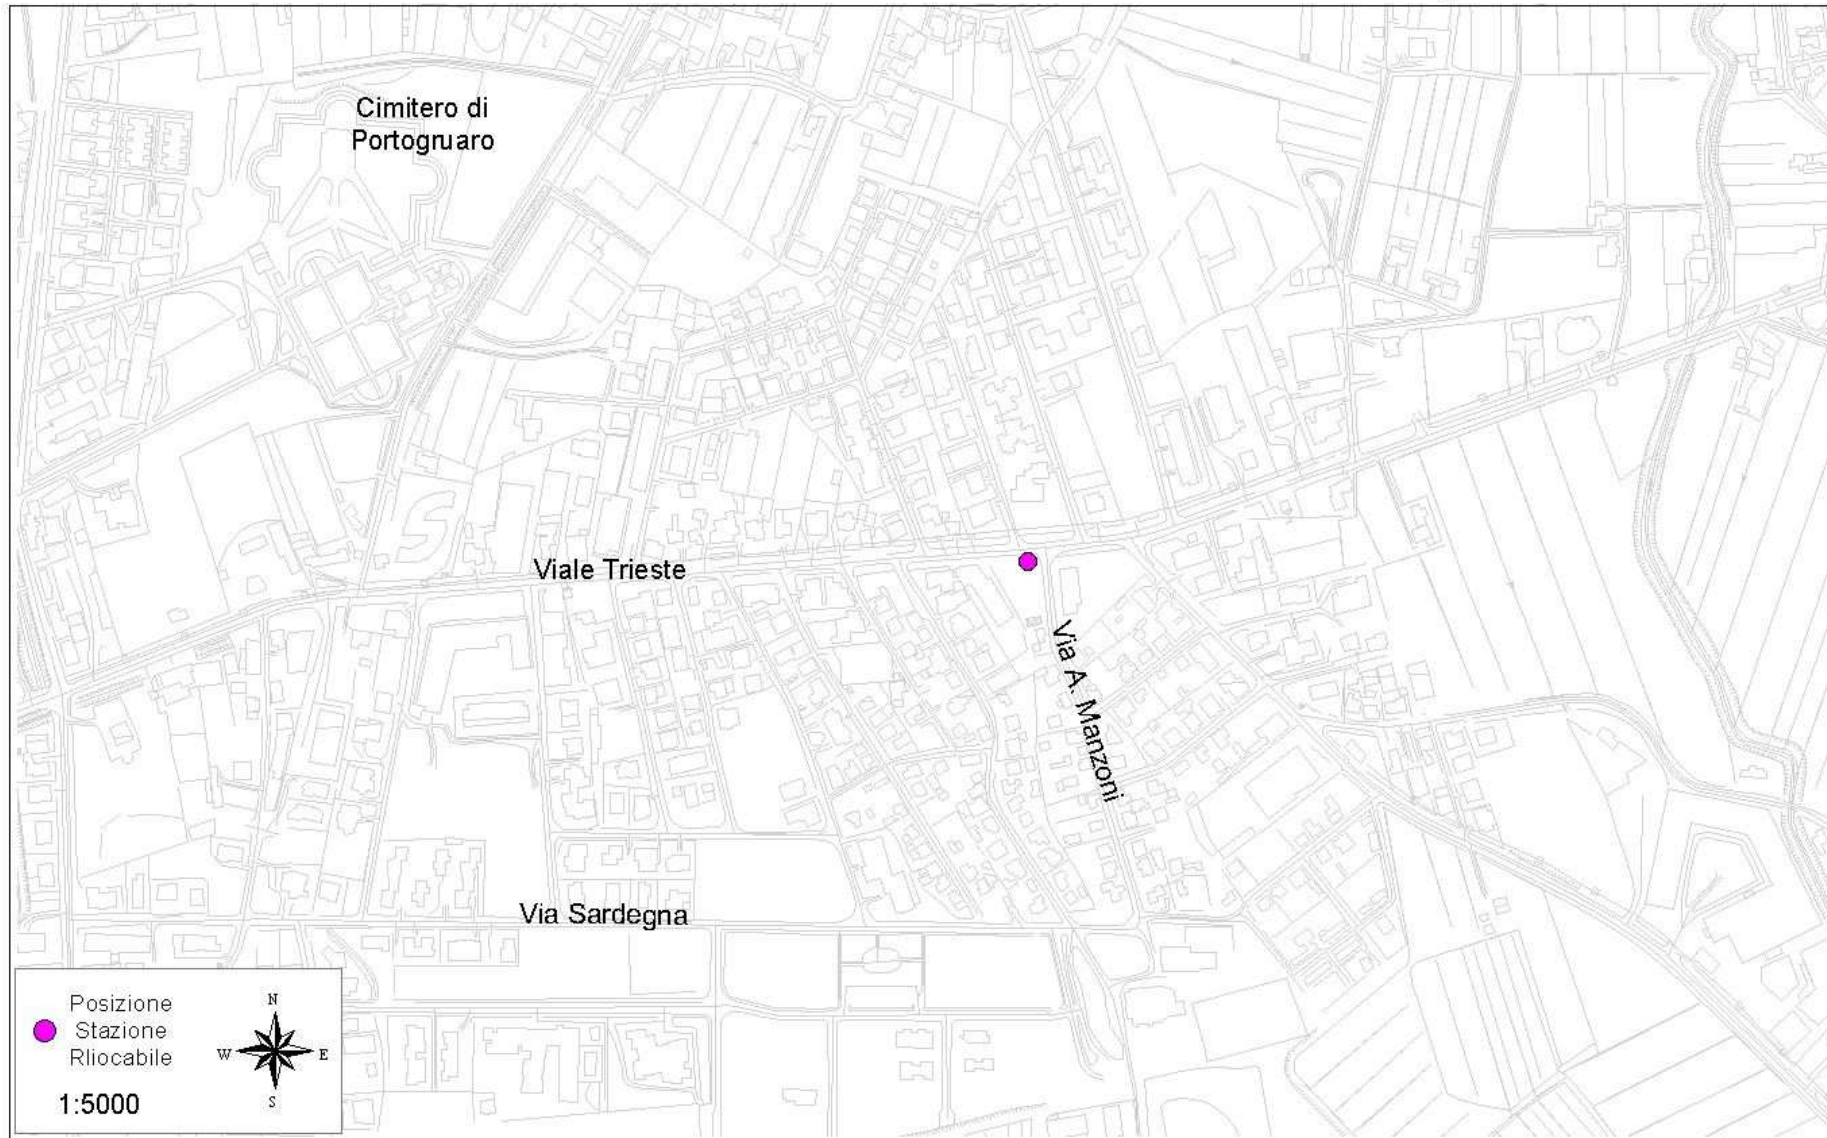 Cimitero di
Portogruaro
Viale Trieste
Via A. Manzoni
Via Sardegna
Posizione
Stazione
Rliocabile
N
W E
S
1:5000